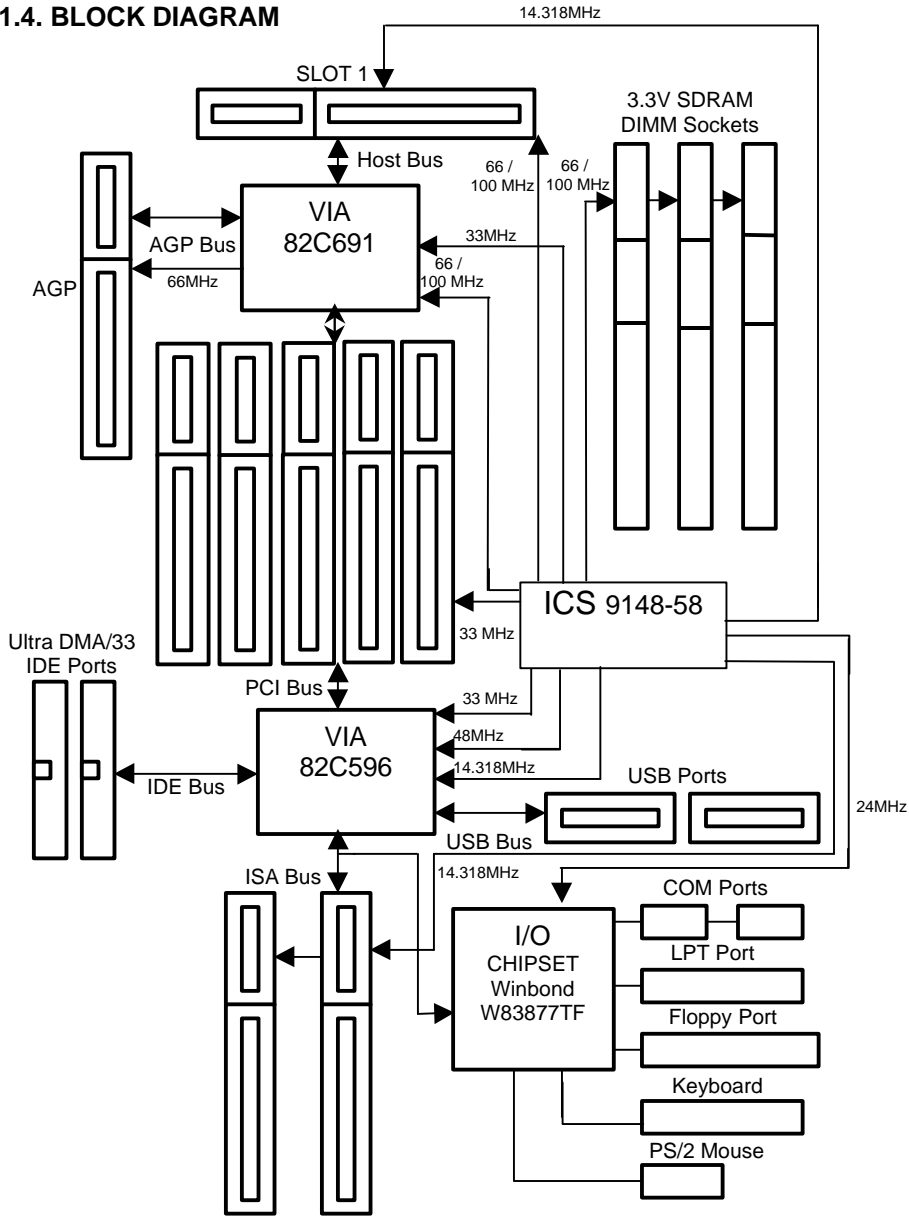 1.4. BLOCK DIAGRAM
14.318MHz
SLOT 1
3.3V SDRAM
DIMM Sockets
Host Bus
66 /
100 MHz
66 /
100 MHz
VIA
82C691
AGP Bus
33MHz
66 /
100 MHz
66MHz
AGP
ICS 9148-58
33 MHz
Ultra DMA/33
IDE Ports
PCI Bus
33 MHz
VIA
82C596
48MHz
14.318MHz
IDE Bus
USB Ports
24MHz
USB Bus
14.318MHz
ISA Bus
COM Ports
I/O
CHIPSET
Winbond
W83877TF
LPT Port
Floppy Port
Keyboard
PS/2 Mouse